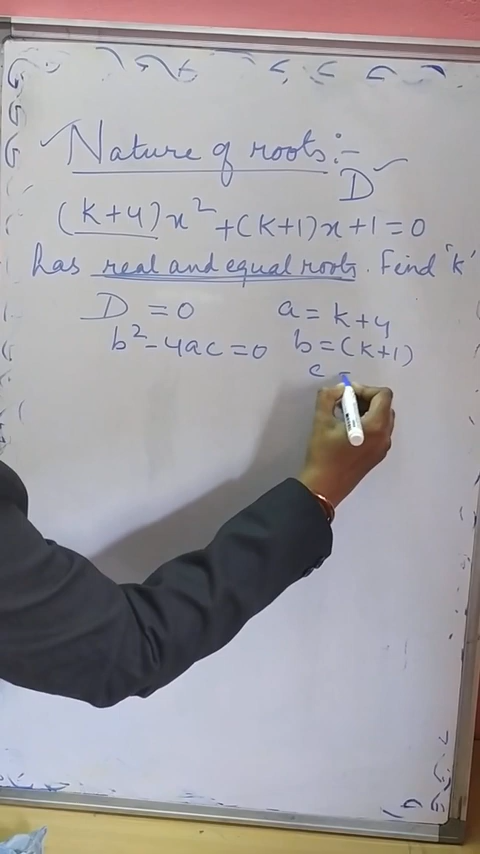 Nature of roots:-
D
(k+4)x²+(k+1)x+1=0
has real and equal roots. Find 'k'
D = 0 a = k+4
b²-4ac=0 b=(k+1)
c =